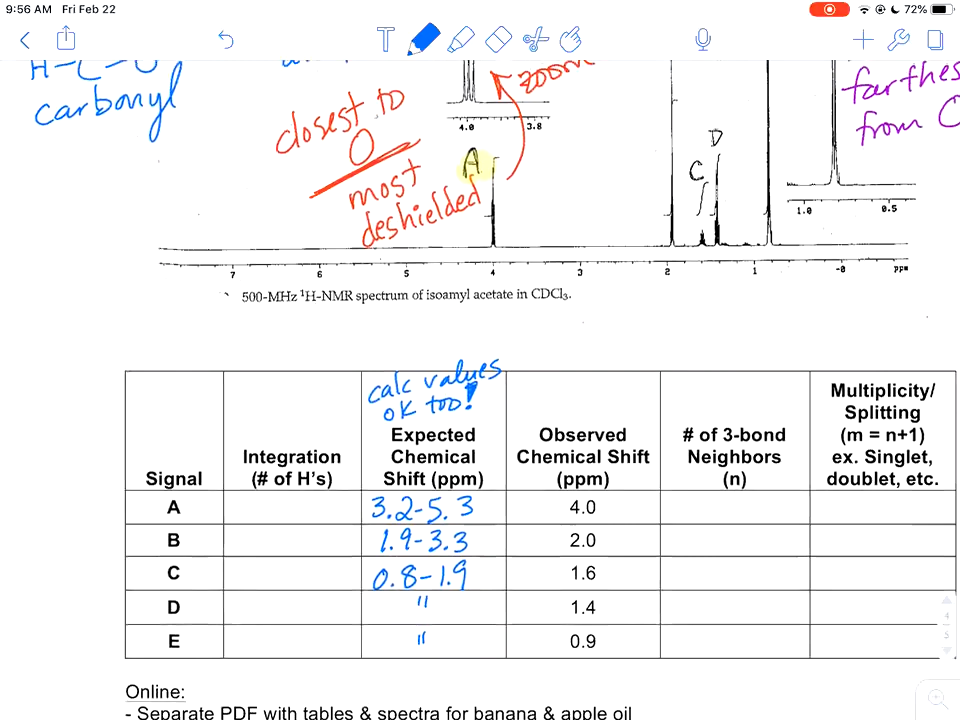 9:56 AM Fri Feb 22
72%
T
H-C-O
carbonyl
closest to
O
most
deshielded
zoom
4.0 3.8
A
C
D
farthes
from C
1.0 0.5
7 6 5 4 3 2 1 -0 PPM
500-MHz ¹H-NMR spectrum of isoamyl acetate in CDCl₃.
calc values
OK too!
Signal
Integration
(# of H's)
Expected
Chemical
Shift (ppm)
Observed
Chemical Shift
(ppm)
# of 3-bond
Neighbors
(n)
Multiplicity/
Splitting
(m = n+1)
ex. Singlet,
doublet, etc.
A 3.2-5.3 4.0
B 1.9-3.3 2.0
C 0.8-1.9 1.6
D " 1.4
E " 0.9
4
5
Online:
- Separate PDF with tables & spectra for banana & apple oil